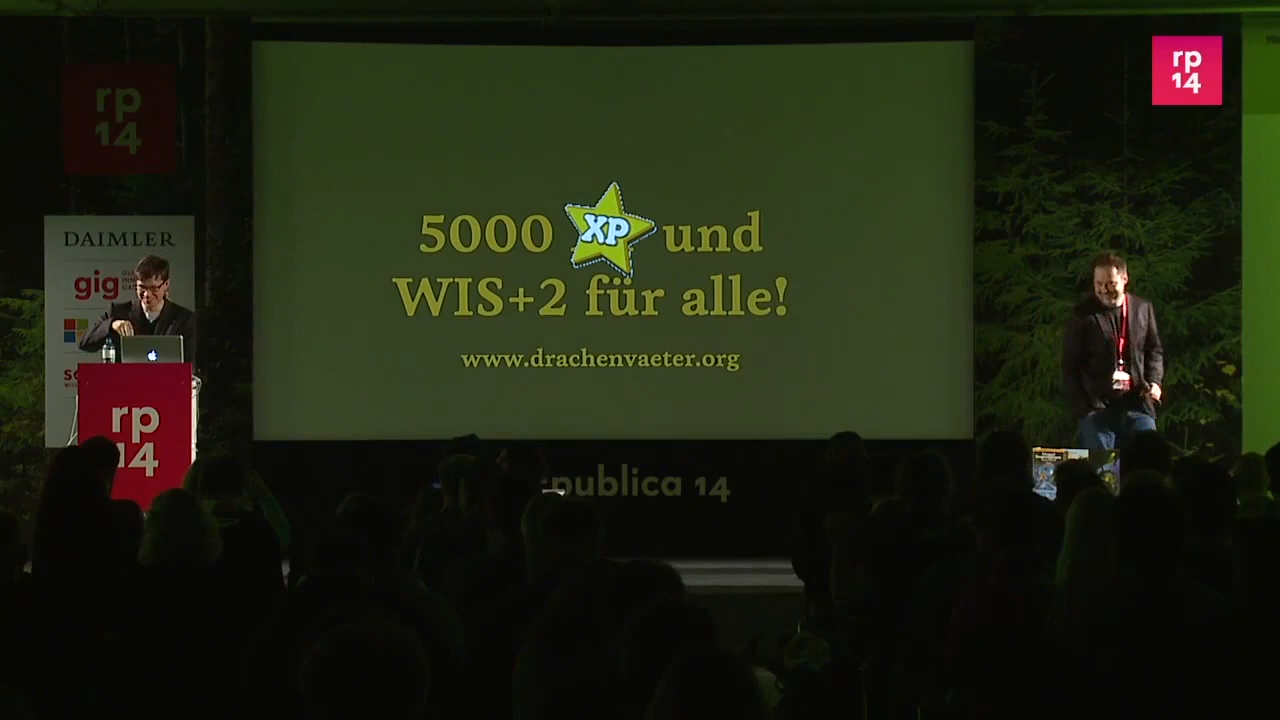 rp
14
rp
14
DAIMLER
gig
5000 XP und
WIS+2 für alle!
www.drachenvaeter.org
rp
14
publica 14